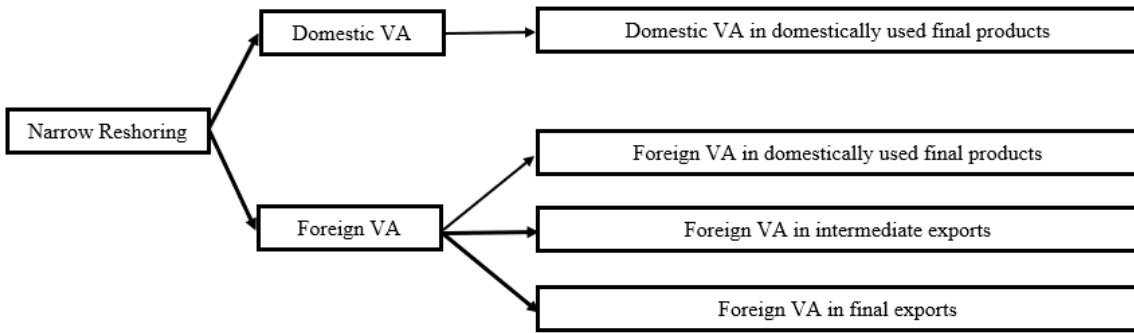 Domestic VA
Domestic VA in domestically used final products
Narrow Reshoring
Foreign VA in domestically used final products
Foreign VA
Foreign VA in intermediate exports
Foreign VA in final exports